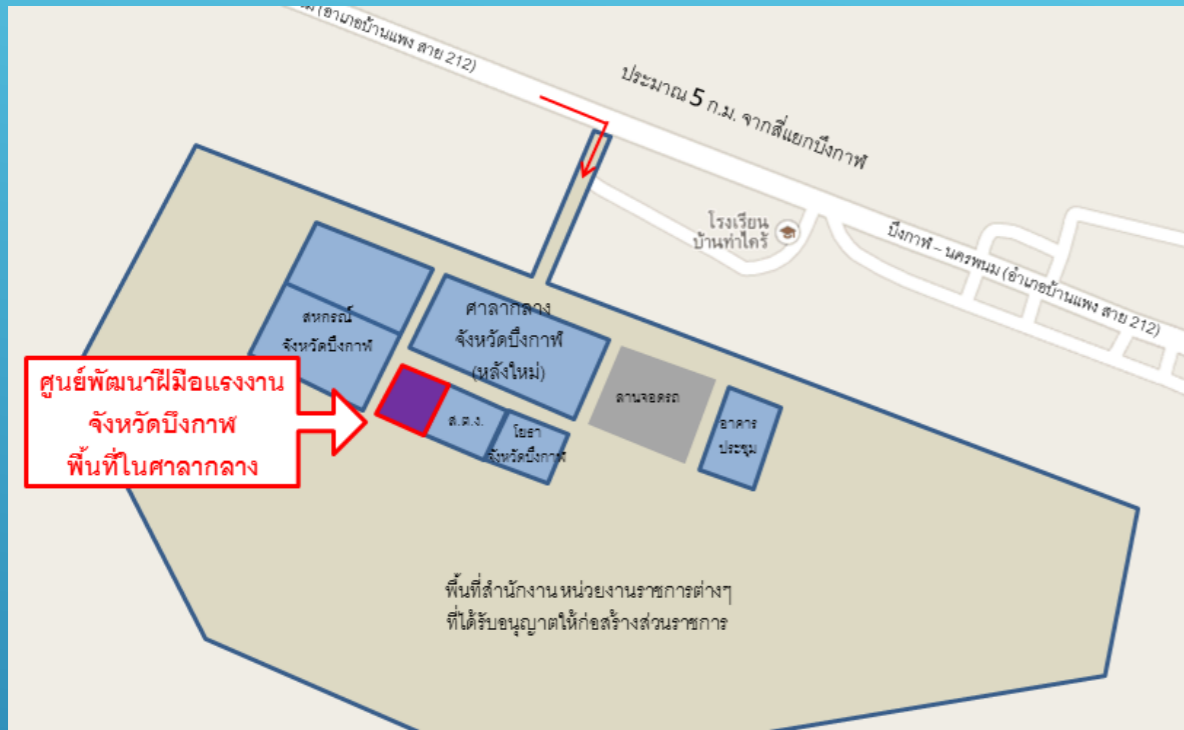 (อำเภอบ้านแพง สาย 212)
ประมาณ 5 ก.ม. จากสี่แยกบึงกาฬ
โรงเรียน
บ้านท่าไคร้
บึงกาฬ – นครพนม (อำเภอบ้านแพง สาย 212)
สหกรณ์
จังหวัดบึงกาฬ
ศาลากลาง
จังหวัดบึงกาฬ
(หลังใหม่)
ศูนย์พัฒนาฝีมือแรงงาน
จังหวัดบึงกาฬ
พื้นที่ในศาลากลาง
ส.ต.ง.
โยธา
จังหวัดบึงกาฬ
ลานจอดรถ
อาคาร
ประชุม
พื้นที่สำนักงาน หน่วยงานราชการต่างๆ
ที่ได้รับอนุญาตให้ก่อสร้างส่วนราชการ